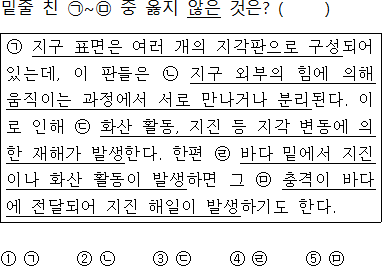 밑줄 친 ㉠~㉤ 중 옳지 않은 것은? (       )
㉠ 지구 표면은 여러 개의 지각판으로 구성되어
있는데, 이 판들은 ㉡ 지구 외부의 힘에 의해
움직이는 과정에서 서로 만나거나 분리된다. 이
로 인해 ㉢ 화산 활동, 지진 등 지각 변동에 의
한 재해가 발생한다. 한편 ㉣ 바다 밑에서 지진
이나 화산 활동이 발생하면 그 ㉤ 충격이 바다
에 전달되어 지진 해일이 발생하기도 한다.
① ㉠ ② ㉡ ③ ㉢ ④ ㉣ ⑤ ㉤